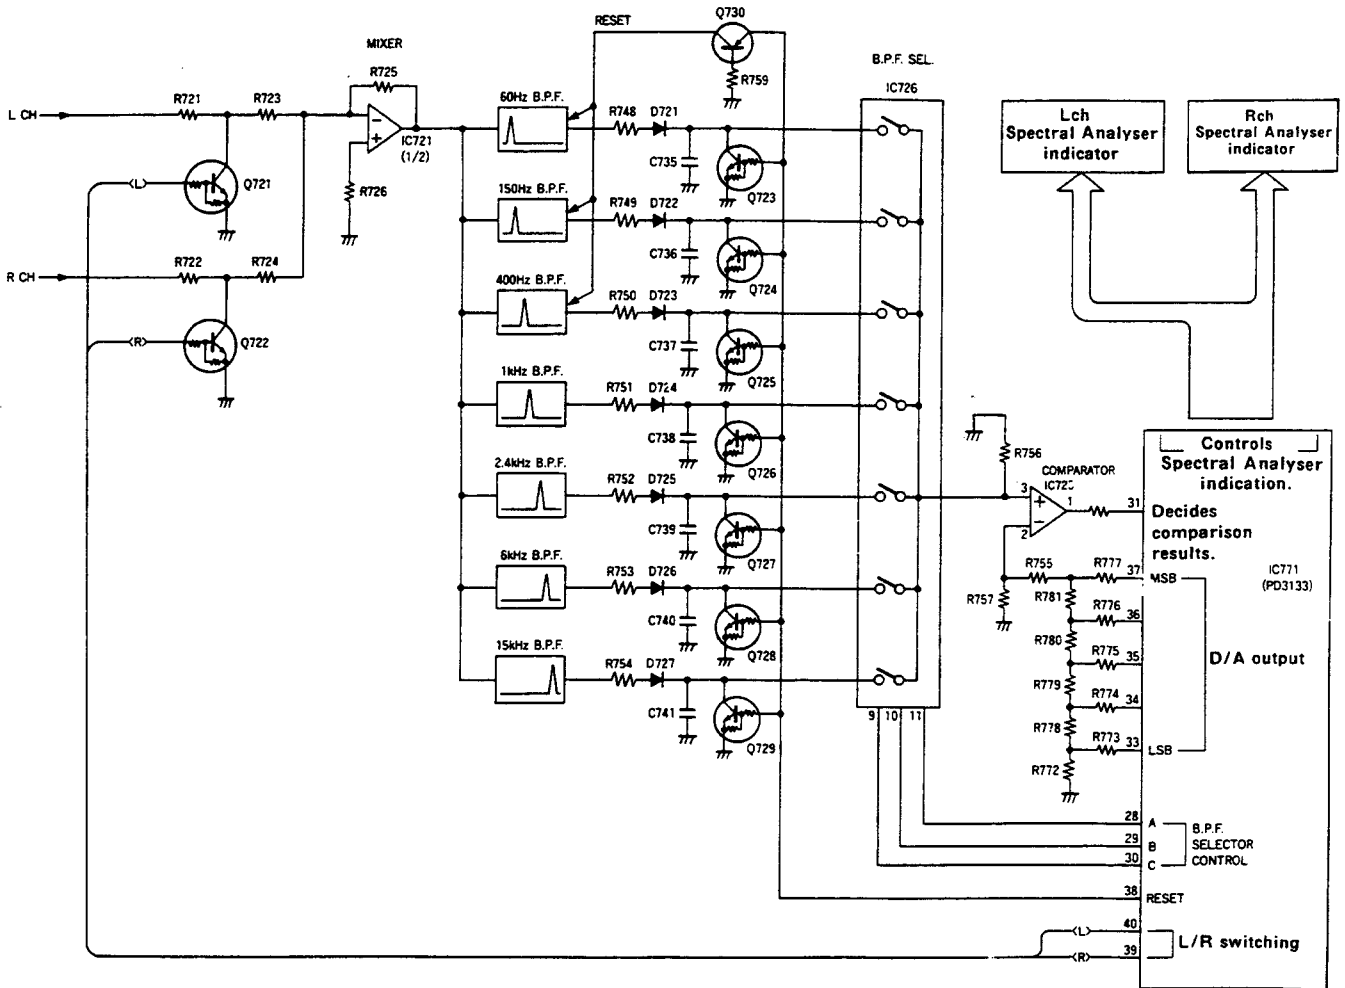 Q730
RESET
MIXER
R725
R759
B.P.F. SEL.
IC726
R721
R723
60Hz B.P.F.
R748
D721
L CH
IC721
(1/2)
C735
Q723
Lch
Spectral Analyser
indicator
Rch
Spectral Analyser
indicator
(L)
Q721
R726
150Hz B.P.F.
R749
D722
C736
Q724
R CH
R722
R724
400Hz B.P.F.
R750
D723
C737
Q725
(R)
Q722
1kHz B.P.F.
R751
D724
C738
Q726
R756
2.4kHz B.P.F.
R752
D725
C739
Q727
COMPARATOR
3
1
2
31
Controls
Spectral Analyser
indication.
Decides
comparison
results.
IC771
(PD3133)
6kHz B.P.F.
R753
D726
C740
Q728
R755
R777
37
MSB
R757
R781
R776
36
R780
R775
35
D/A output
R779
R774
34
R778
R773
33
LSB
R772
15kHz B.P.F.
R754
D727
C741
Q729
9
10
11
28
A
29
B
30
C
B.P.F.
SELECTOR
CONTROL
38
RESET
(L)
40
(R)
39
L/R switching